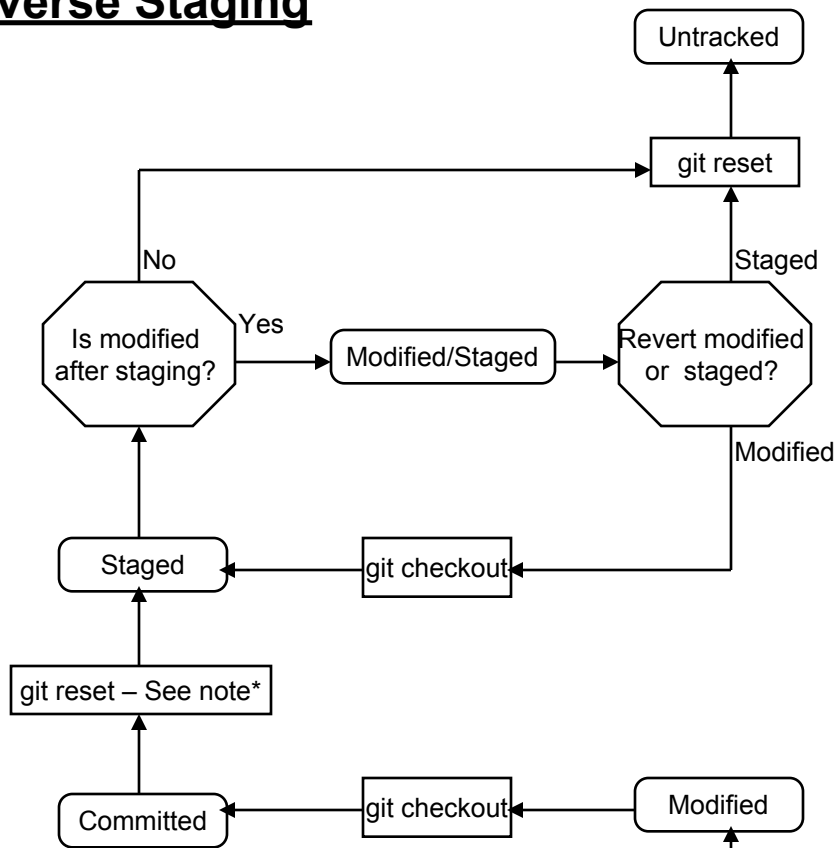 verse Staging
Untracked
git reset
No
Staged
Is modified
after staging?
Yes
Modified/Staged
Revert modified
or staged?
Modified
Staged
git checkout
git reset – See note*
Committed
git checkout
Modified